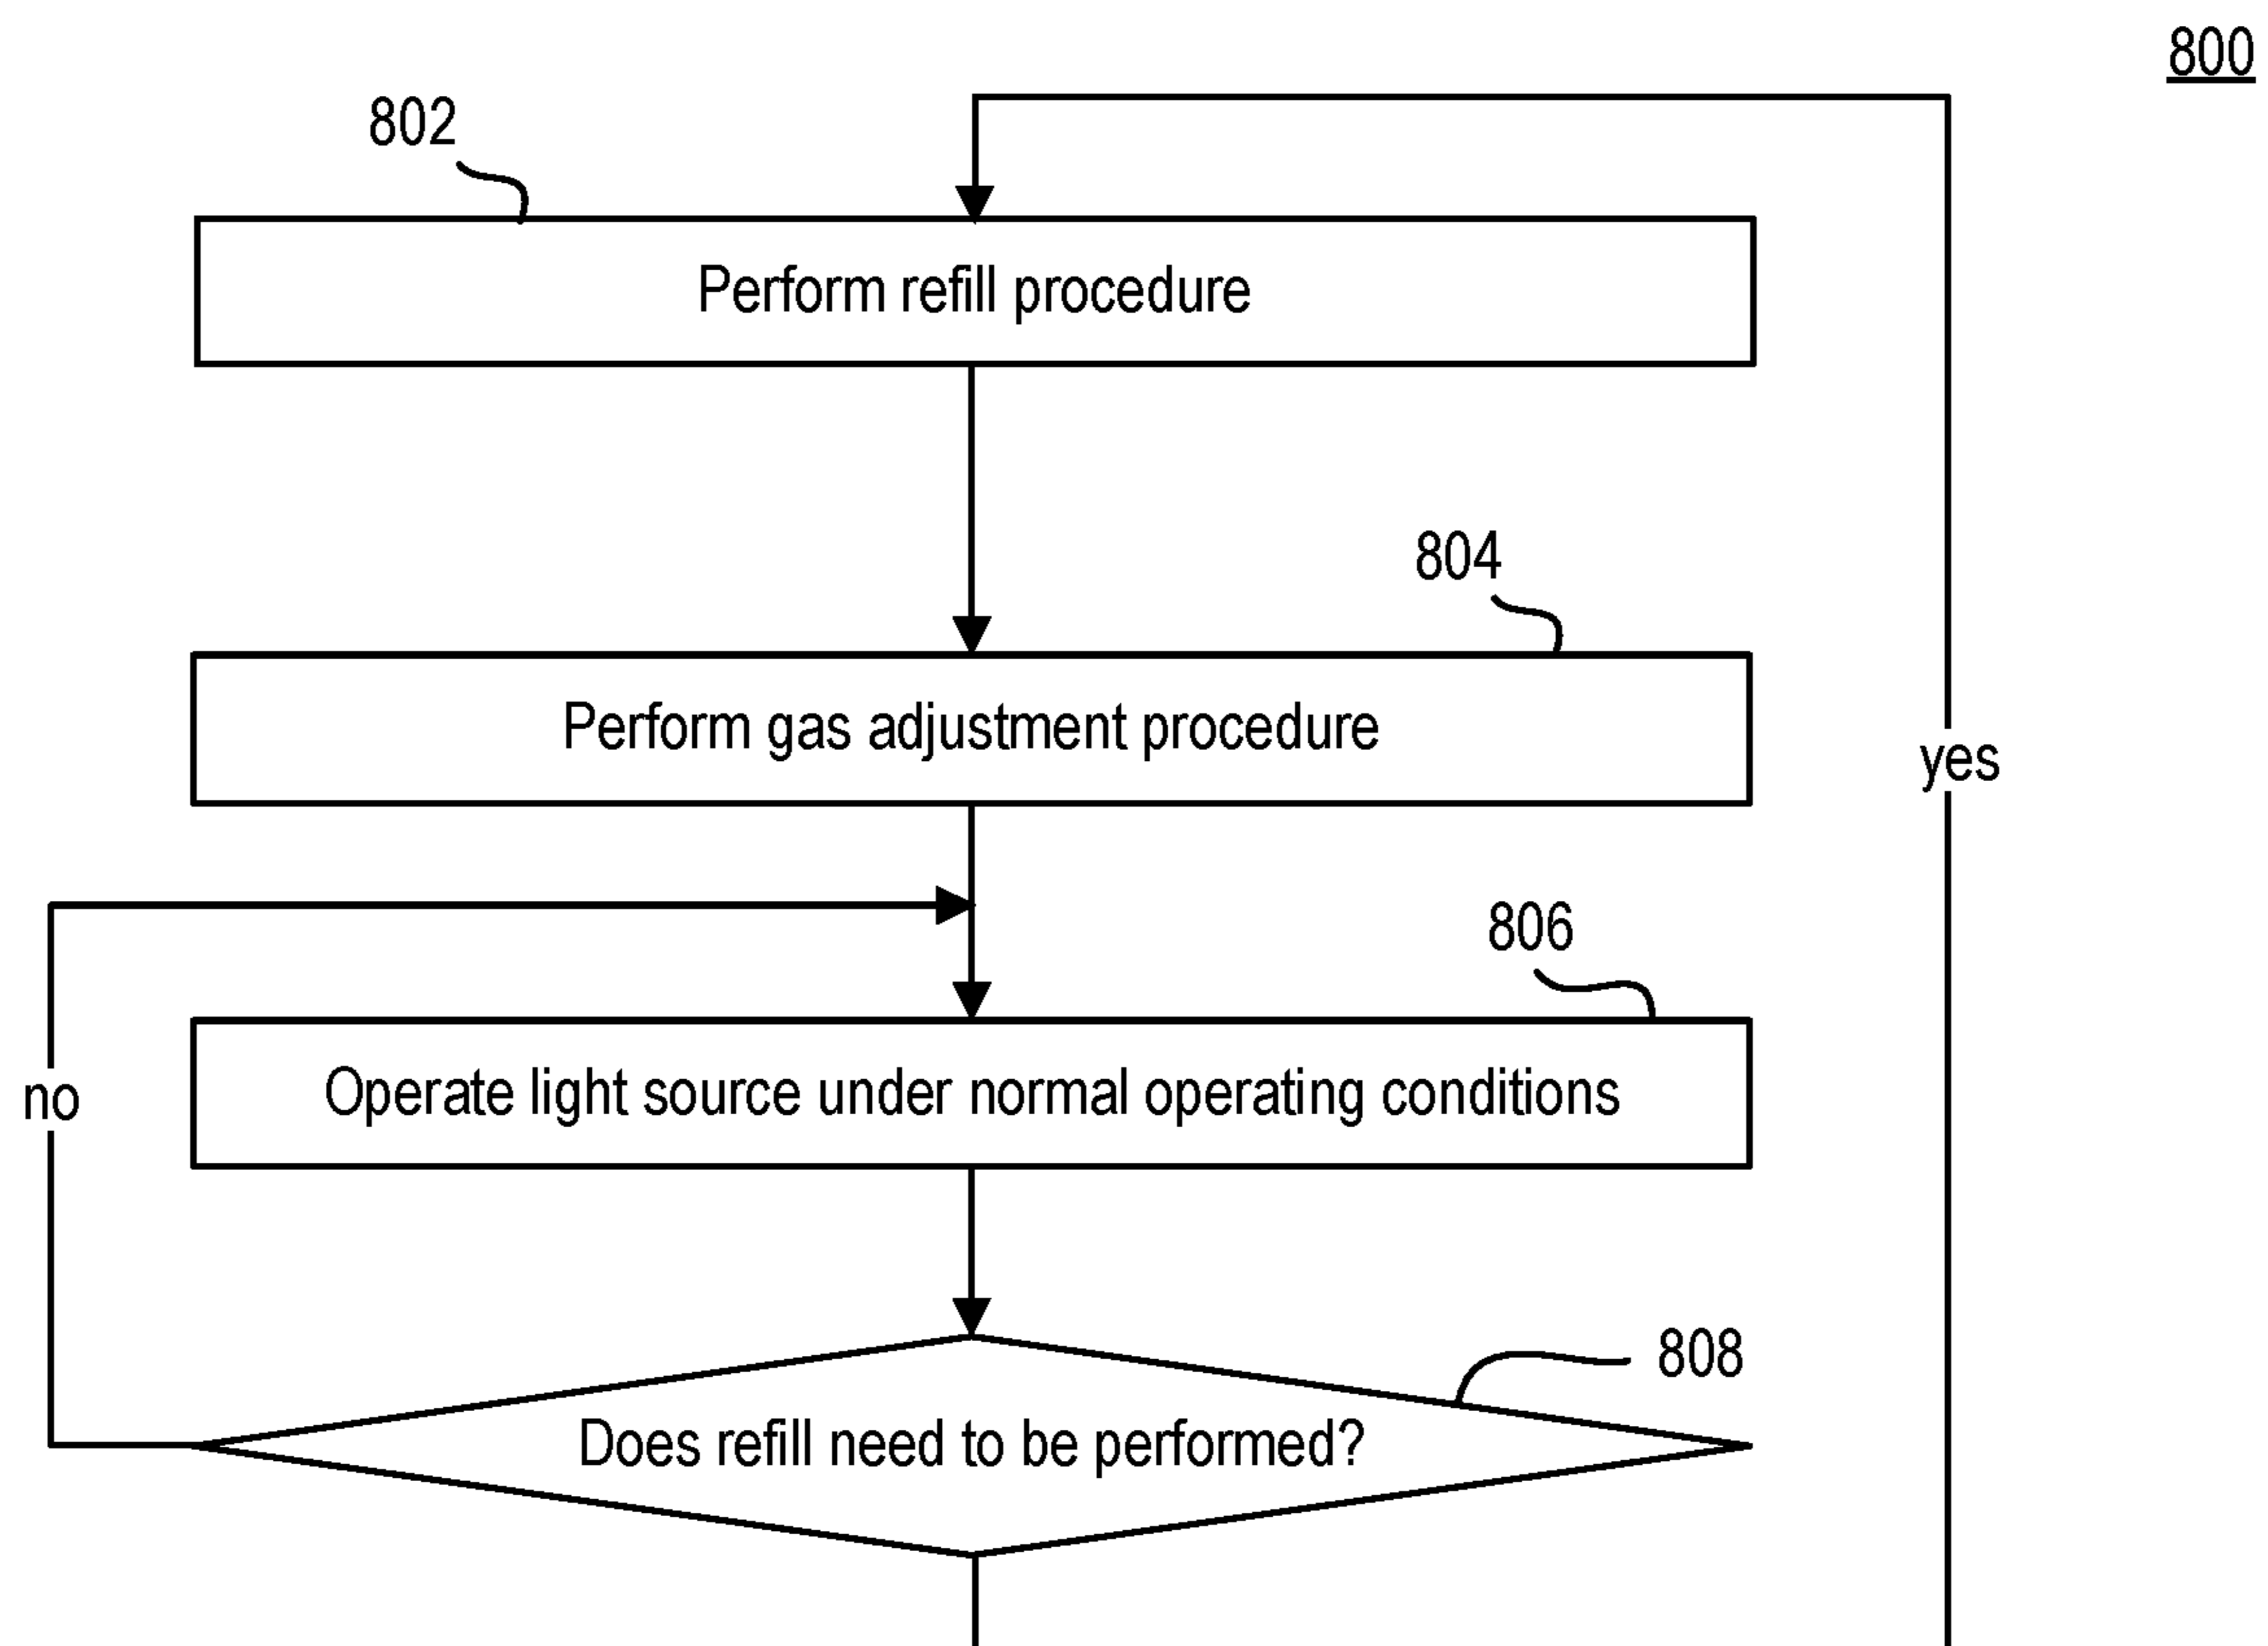 800
802
Perform refill procedure
804
Perform gas adjustment procedure
yes
806
Operate light source under normal operating conditions
no
808
Does refill need to be performed?